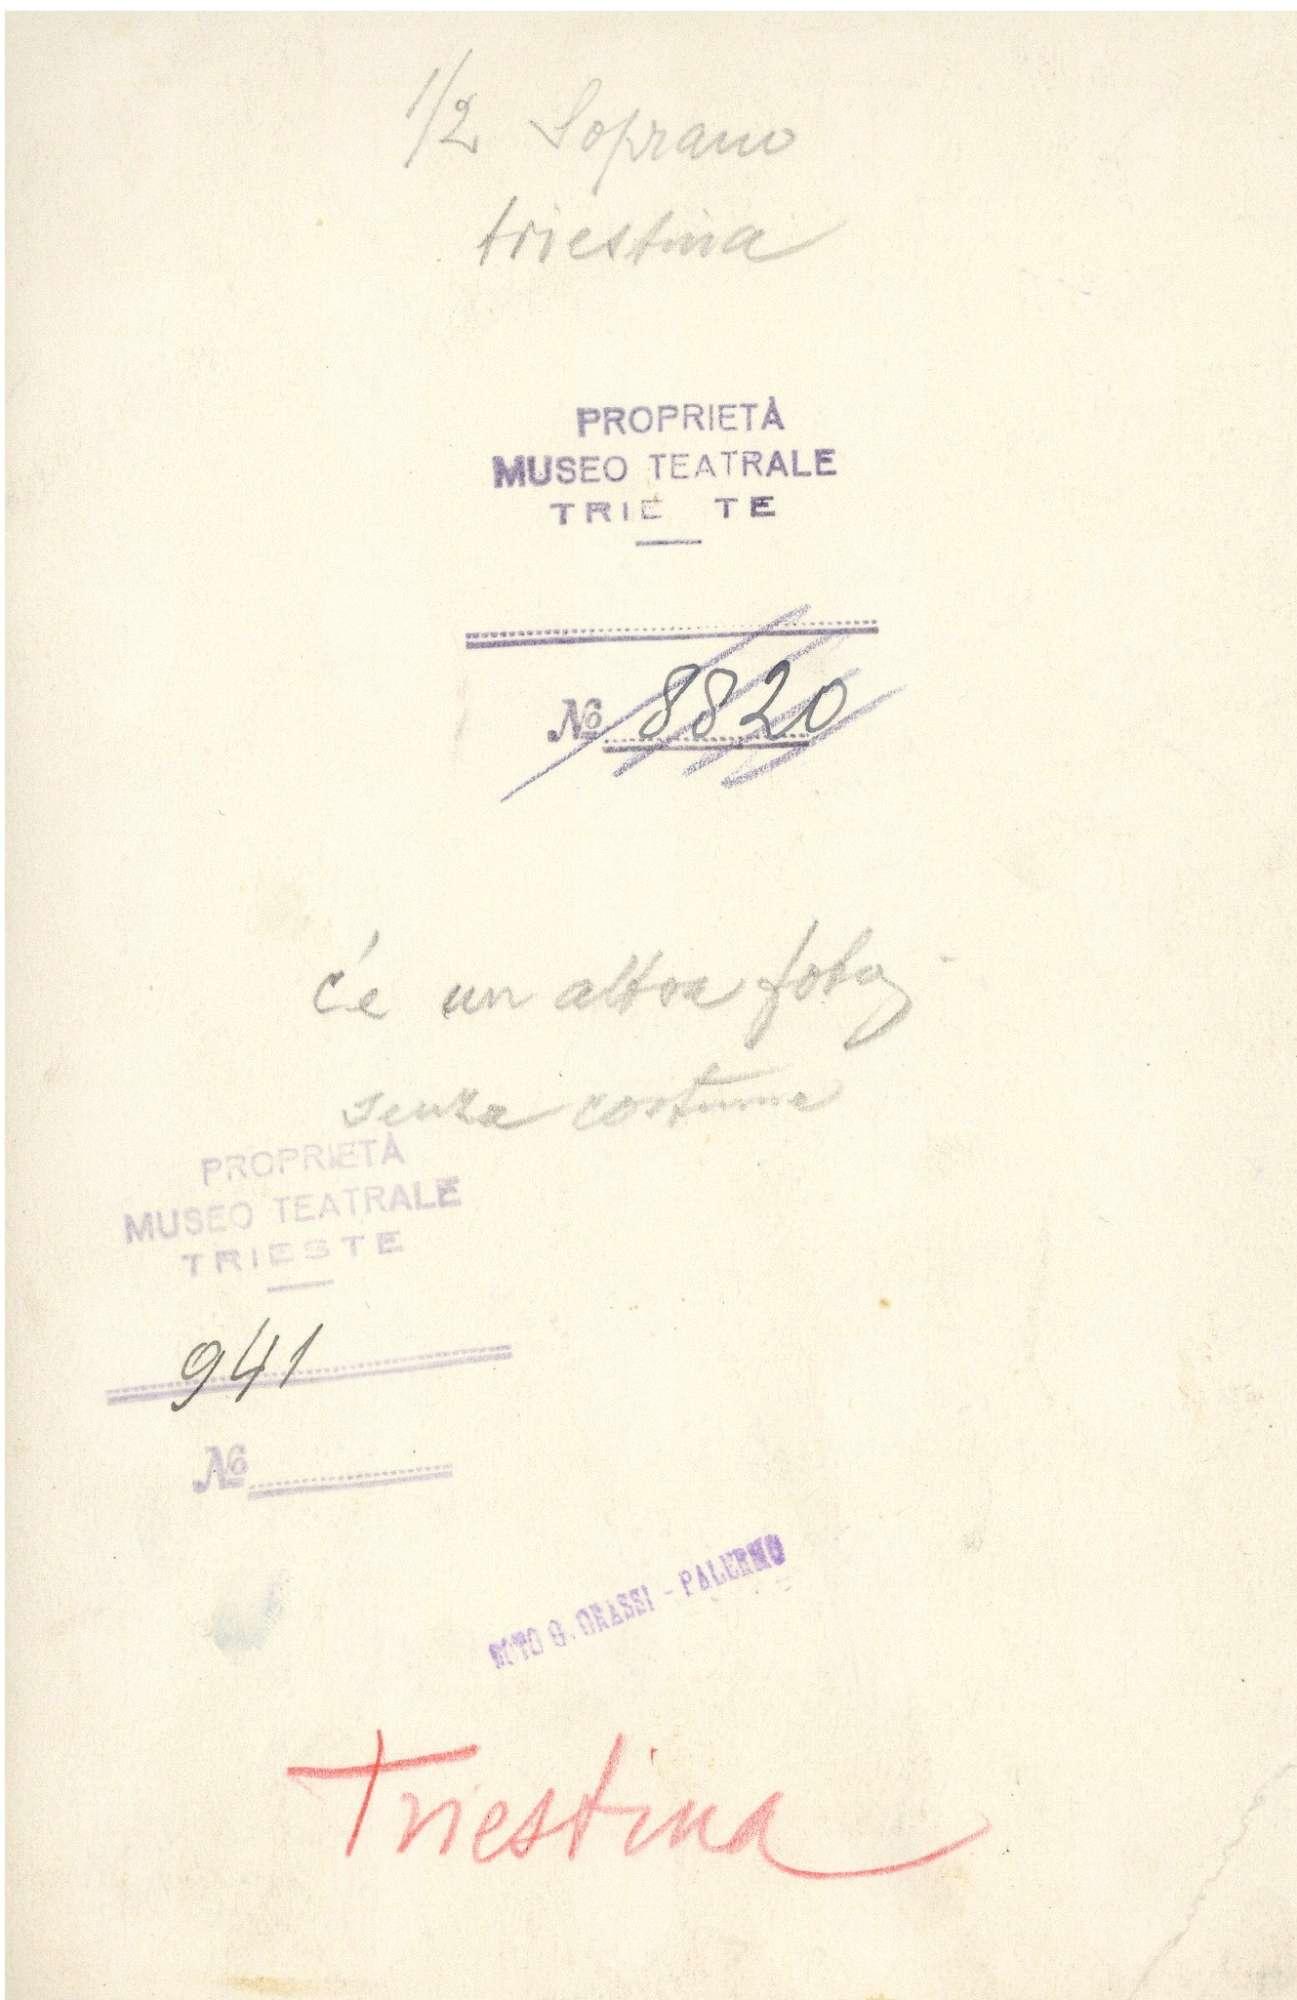 1/2 Soprano
triestina
PROPRIETÀ
MUSEO TEATRALE
TRIE TE
No 8820
c'è un altra foto
senza costume
PROPRIETÀ
MUSEO TEATRALE
TRIESTE
941
No
FOTO G. GRASSI - PALERMO
Triestina